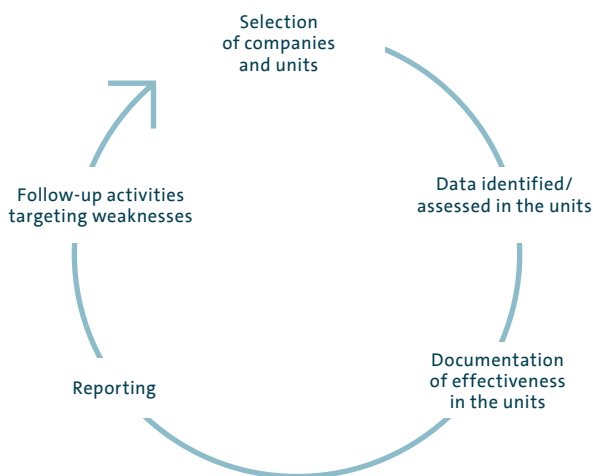 Selection
of companies
and units
Data identified/
assessed in the units
Documentation
of effectiveness
in the units
Reporting
Follow-up activities
targeting weaknesses